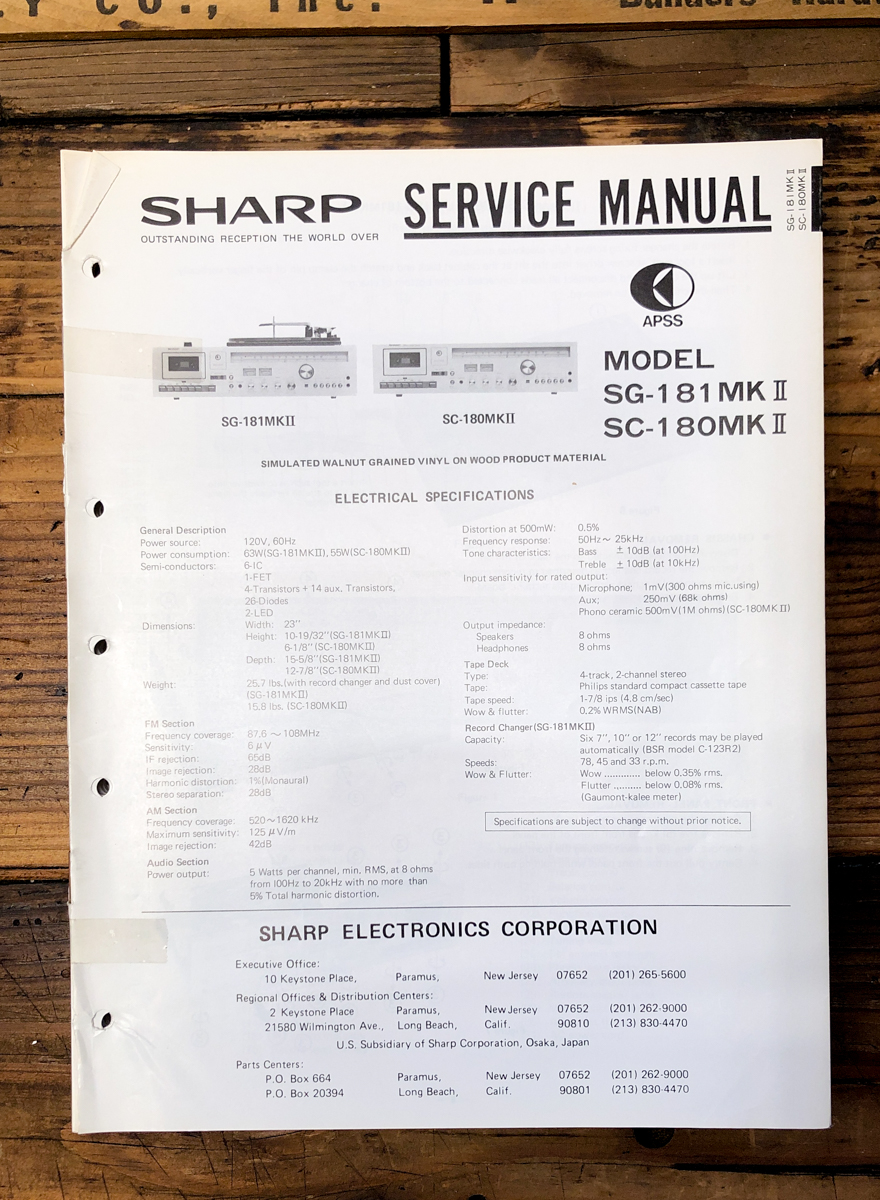 Y CO., Inc.
SHARP
OUTSTANDING RECEPTION THE WORLD OVER
SERVICE MANUAL
SG-181MKⅡ
SC-180MKⅡ
APSS
MODEL
SG-181MKⅡ
SC-180MKⅡ
SG-181MKⅡ
SC-180MKⅡ
SIMULATED WALNUT GRAINED VINYL ON WOOD PRODUCT MATERIAL
ELECTRICAL SPECIFICATIONS
General Description
Power source: 120V, 60Hz
Power consumption: 63W(SG-181MKⅡ), 55W(SC-180MKⅡ)
Semi-conductors: 6-IC
1-FET
4-Transistors + 14 aux. Transistors,
26-Diodes
2-LED
Dimensions: Width: 23"
Height: 10-19/32"(SG-181MKⅡ)
6-1/8"(SC-180MKⅡ)
Depth: 15-5/8"(SG-181MKⅡ)
12-7/8"(SC-180MKⅡ)
Weight: 25.7 lbs.(with record changer and dust cover)
(SG-181MKⅡ)
15.8 lbs. (SC-180MKⅡ)
FM Section
Frequency coverage: 87.6 ~ 108MHz
Sensitivity: 6 μV
IF rejection: 65dB
Image rejection: 28dB
Harmonic distortion: 1%(Monaural)
Stereo separation: 28dB
AM Section
Frequency coverage: 520~1620 kHz
Maximum sensitivity: 125 μV/m
Image rejection: 42dB
Audio Section
Power output: 5 Watts per channel, min. RMS, at 8 ohms
from 100Hz to 20kHz with no more than
5% Total harmonic distortion.
Distortion at 500mW: 0.5%
Frequency response: 50Hz~ 25kHz
Tone characteristics: Bass ± 10dB (at 100Hz)
Treble ± 10dB (at 10kHz)
Input sensitivity for rated output:
Microphone; 1mV(300 ohms mic.using)
Aux; 250mV (68k ohms)
Phono ceramic 500mV(1M ohms)(SC-180MKⅡ)
Output impedance:
Speakers 8 ohms
Headphones 8 ohms
Tape Deck
Type: 4-track, 2-channel stereo
Tape: Philips standard compact cassette tape
Tape speed: 1-7/8 ips (4.8 cm/sec)
Wow & flutter: 0.2% WRMS(NAB)
Record Changer(SG-181MKⅡ)
Capacity: Six 7", 10" or 12" records may be played
automatically (BSR model C-123R2)
Speeds: 78, 45 and 33 r.p.m.
Wow & Flutter: Wow ............. below 0.35% rms.
Flutter .......... below 0.08% rms.
(Gaumont-kalee meter)
Specifications are subject to change without prior notice.
SHARP ELECTRONICS CORPORATION
Executive Office:
10 Keystone Place, Paramus, New Jersey 07652 (201) 265-5600
Regional Offices & Distribution Centers:
2 Keystone Place Paramus, New Jersey 07652 (201) 262-9000
21580 Wilmington Ave., Long Beach, Calif. 90810 (213) 830-4470
U.S. Subsidiary of Sharp Corporation, Osaka, Japan
Parts Centers:
P.O. Box 664 Paramus, New Jersey 07652 (201) 262-9000
P.O. Box 20394 Long Beach, Calif. 90801 (213) 830-4470